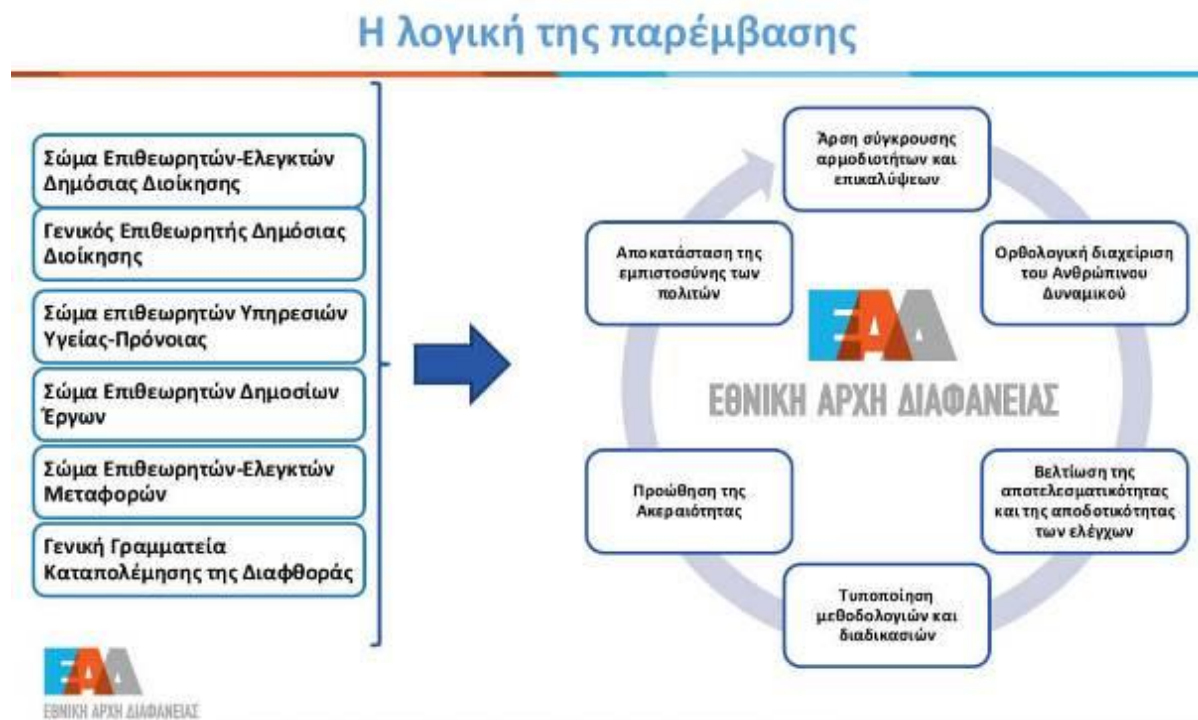 Η λογική της παρέμβασης
Σώμα Επιθεωρητών-Ελεγκτών
Δημόσιας Διοίκησης
Γενικός Επιθεωρητής Δημόσιας
Διοίκησης
Σώμα επιθεωρητών Υπηρεσιών
Υγείας-Πρόνοιας
Σώμα Επιθεωρητών Δημοσίων
Έργων
Σώμα Επιθεωρητών-Ελεγκτών
Μεταφορών
Γενική Γραμματεία
Καταπολέμησης της Διαφθοράς
Άρση σύγκρουσης
αρμοδιοτήτων και
επικαλύψεων
Ορθολογική διαχείριση
του Ανθρώπινου
Δυναμικού
Βελτίωση της
αποτελεσματικότητας
και της αποδοτικότητας
των ελέγχων
Τυποποίηση
μεθοδολογιών και
διαδικασιών
Προώθηση της
Ακεραιότητας
Αποκατάσταση της
εμπιστοσύνης των
πολιτών
ΕΑΔ
ΕΘΝΙΚΗ ΑΡΧΗ ΔΙΑΦΑΝΕΙΑΣ
ΕΑΔ
ΕΘΝΙΚΗ ΑΡΧΗ ΔΙΑΦΑΝΕΙΑΣ